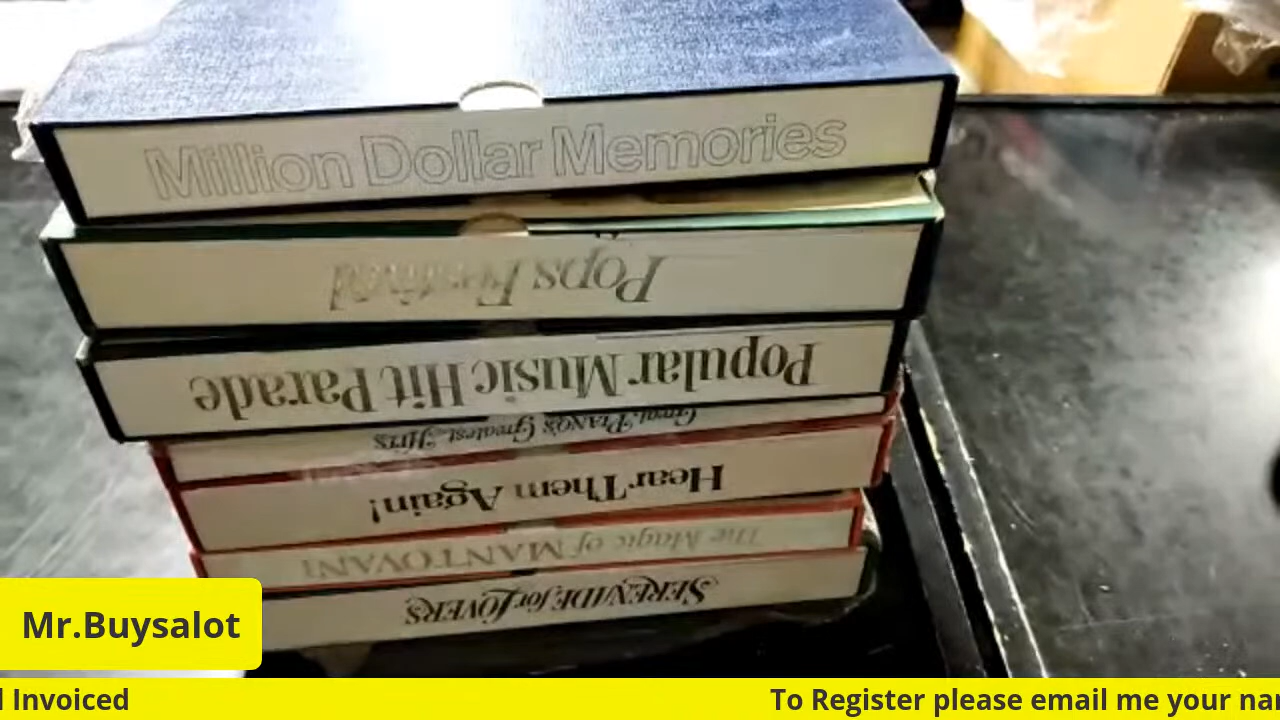 Million Dollar Memories
Pops Festival
Popular Music Hit Parade
Great Piano's Greatest Hits
Hear Them Again!
The Magic of MANTOVANI
SERENADE for LOVERS
Mr.Buysalot
d Invoiced
To Register please email me your nar